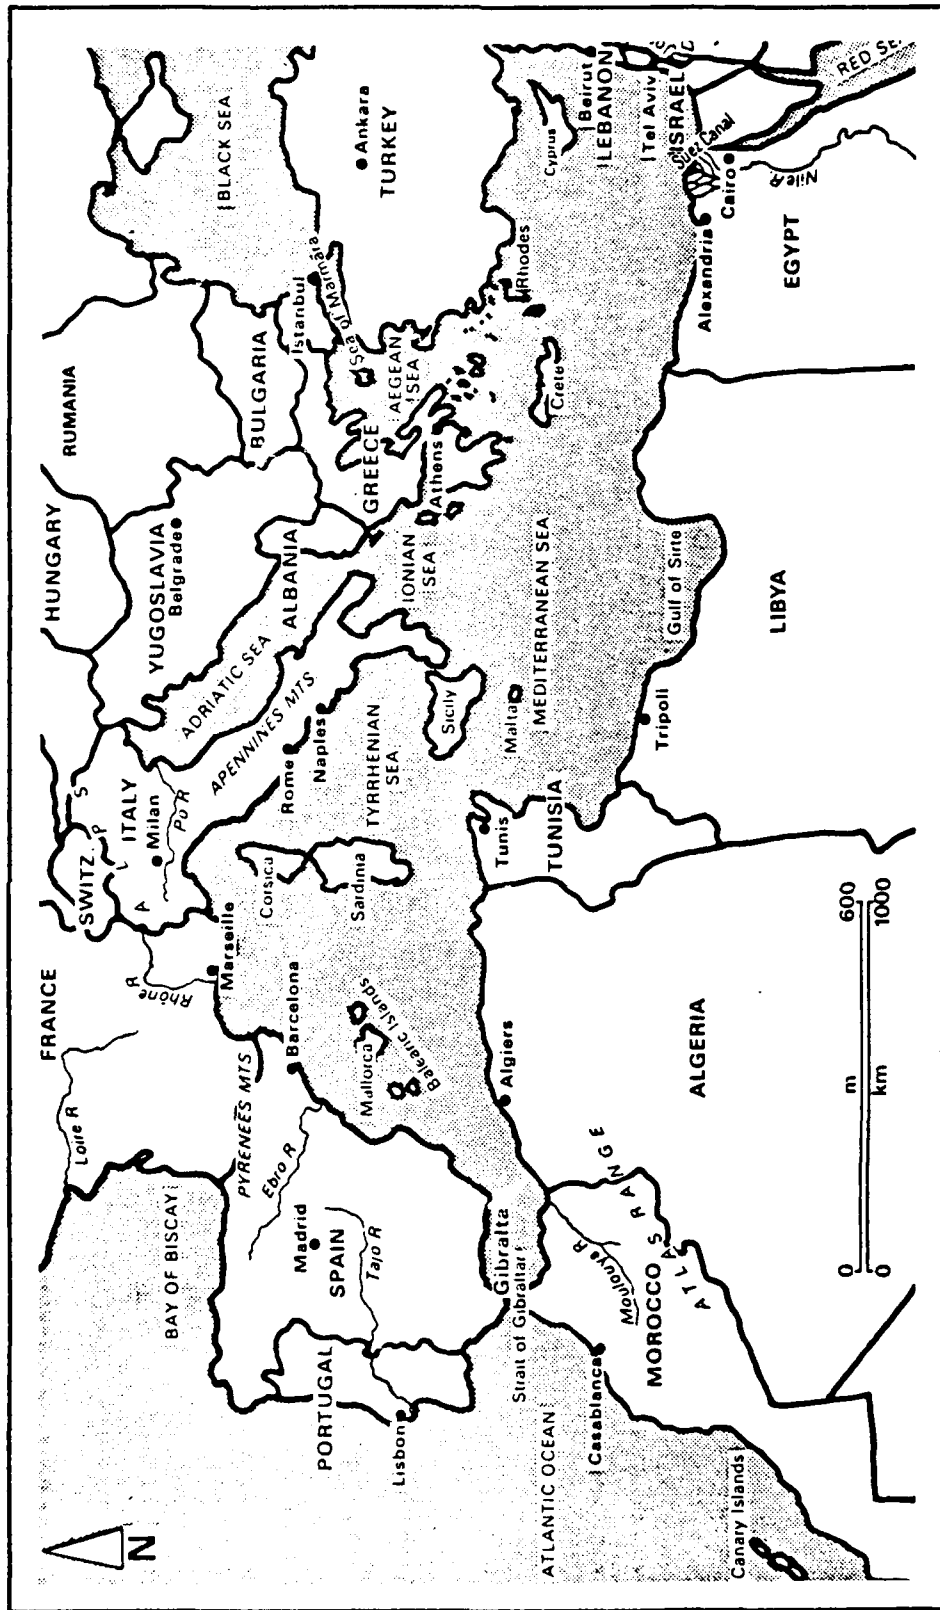 N
FRANCE
Loire R
BAY OF BISCAY
SWITZ
A L P S
HUNGARY
RUMANIA
ITALY
Milan
Po R
YUGOSLAVIA
Belgrade
Rhône R
Marseille
PYRENEES MTS
Ebro R
Barcelona
ADRIATIC SEA
APENNINES MTS
BULGARIA
BLACK SEA
Corsica
Rome
Naples
ALBANIA
Istanbul
Sea of Marmara
Ankara
TURKEY
PORTUGAL
Madrid
SPAIN
Tajo R
Lisbon
Mallorca
Balearic Islands
Sardinia
TYRRHENIAN
SEA
GREECE
AEGEAN
SEA
Athens
IONIAN
SEA
Sicily
Gibralta
Strait of Gibraltar
Algiers
Tunis
TUNISIA
Malta
MEDITERRANEAN SEA
Crete
Rhodes
Cyprus
Beirut
LEBANON
Tel Aviv
ISRAEL
JO
D
ATLANTIC OCEAN
Casablanca
Moulouya R
MOROCCO
ATLAS RANGE
ALGERIA
Tripoli
Gulf of Sirte
LIBYA
Alexandria
Suez Canal
Cairo
EGYPT
Nile R
RED SE
Canary Islands
0 m 600
0 km 1000